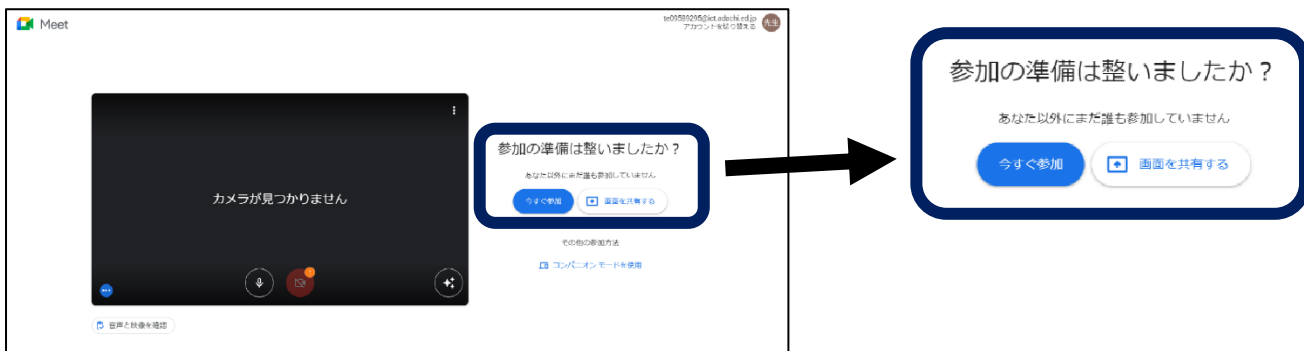 Meet
te09589295@ict.adachi.ed.jp
アカウントを切り替える
先生
カメラが見つかりません
音声と映像を確認
参加の準備は整いましたか？
あなた以外にまだ誰も参加していません
今すぐ参加
画面を共有する
その他の参加方法
コンパニオン モードを使用
参加の準備は整いましたか？
あなた以外にまだ誰も参加していません
今すぐ参加
画面を共有する